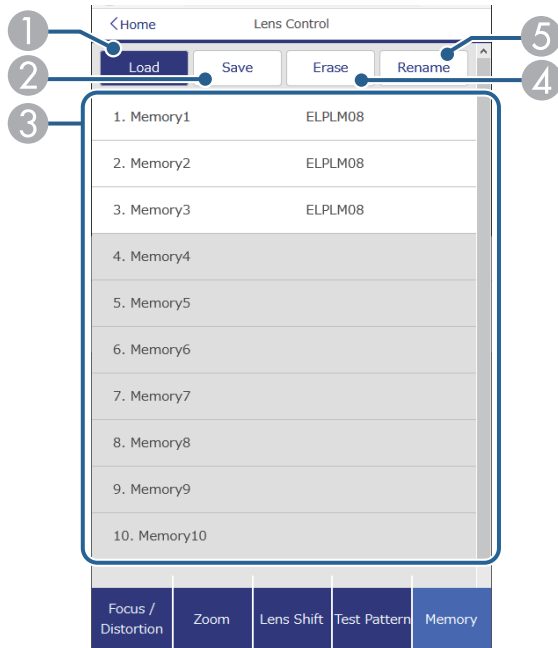 <Home Lens Control
1 5
Load Save Erase Rename
2 4
3
1. Memory1 ELPLM08
2. Memory2 ELPLM08
3. Memory3 ELPLM08
4. Memory4
5. Memory5
6. Memory6
7. Memory7
8. Memory8
9. Memory9
10. Memory10
Focus /
Distortion Zoom Lens Shift Test Pattern Memory